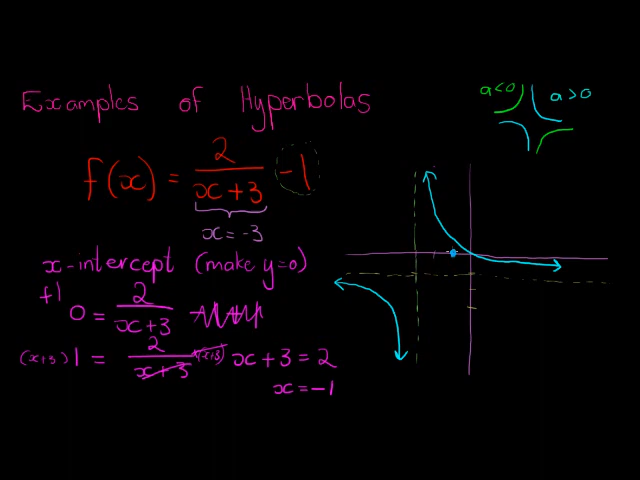 Examples of Hyperbolas
a<0 a>0
f(x) = 2/(x+3) - 1
x = -3
x-intercept (make y=0)
+1 0 = 2/(x+3)
(x+3) 1 = 2/(x+3) ×(x+3) x+3 = 2
x = -1